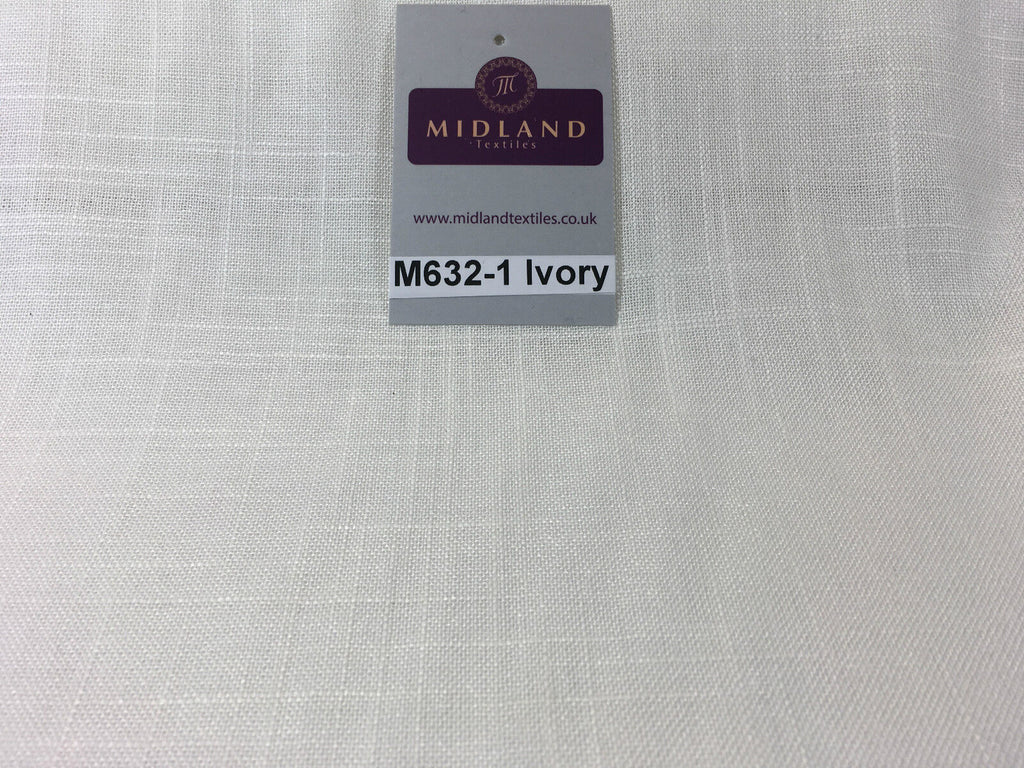 M
MIDLAND
Textiles
www.midlandtextiles.co.uk
M632-1 Ivory